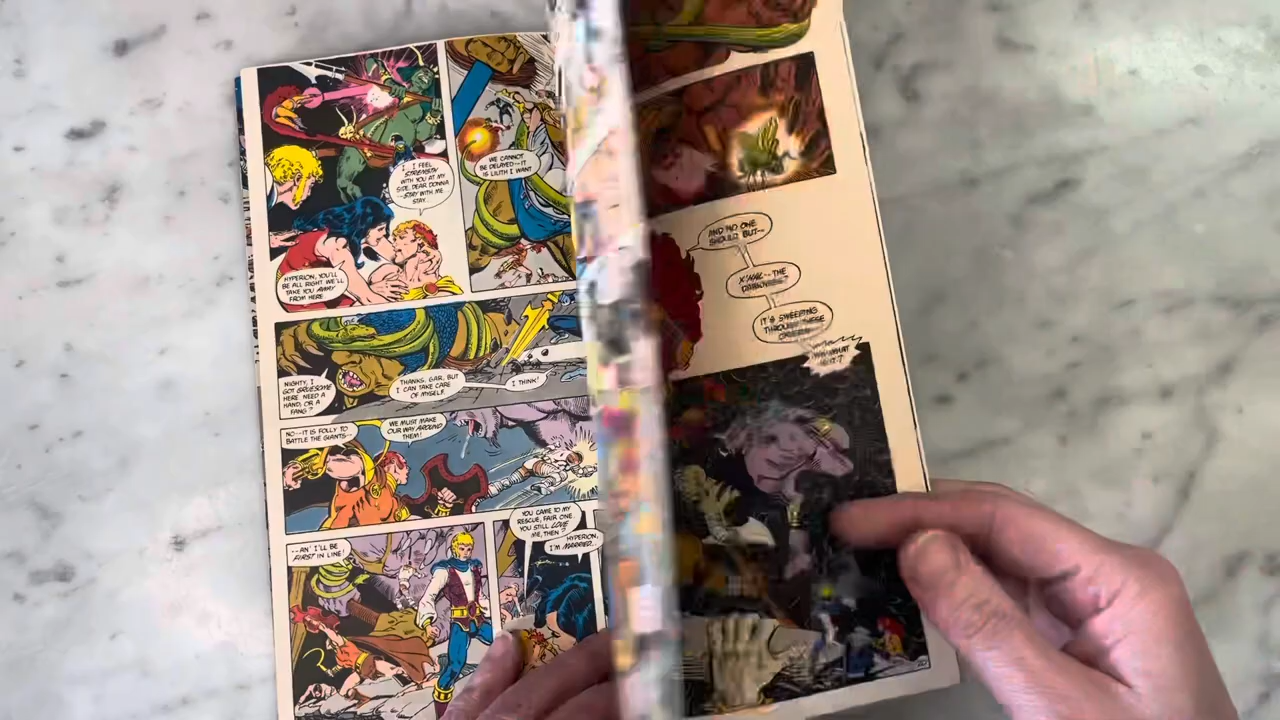 I FEEL
STRENGTH
WITH YOU AT MY
SIDE, DEAR DONNA
--STAY WITH ME
STAY...
HYPERION, YOU'LL
BE ALL RIGHT. WE'LL
TAKE YOU AWAY
FROM HERE
WE CANNOT
BE DELAYED--IT
IS LILITH I WANT
NIGHTY, I
GOT GRUESOME
HERE. NEED A
HAND, OR A
FANG?
THANKS, GAR, BUT
I CAN TAKE CARE
OF MYSELF.
I THINK!
NO--IT IS FOLLY TO
BATTLE THE GIANTS--
WE MUST MAKE
OUR WAY AROUND
THEM!
--AN' I'LL BE
FIRST IN LINE!
YOU CAME TO MY
RESCUE, FAIR ONE.
YOU STILL LOVE
ME, THEN?
HYPERION,
I'M MARRIED...
AND NO ONE
SHOULD BUT--
X'HAL--THE
DARKNESS!
IT'S SWEEPING
THROUGH THESE